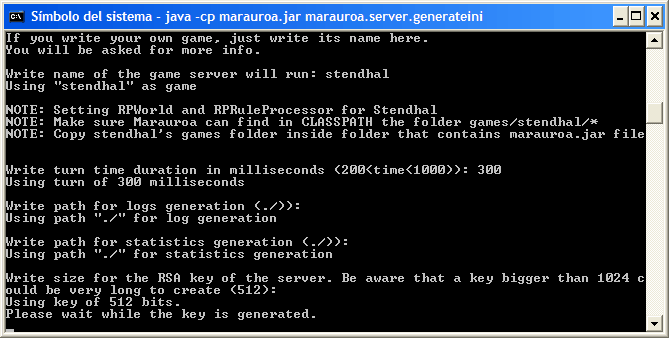 Símbolo del sistema - java -cp marauroa.jar marauroa.server.generateini
If you write your own game, just write its name here.
You will be asked for more info.
Write name of the game server will run: stendhal
Using "stendhal" as game
NOTE: Setting RPWorld and RPRuleProcessor for Stendhal
NOTE: Make sure Marauroa can find in CLASSPATH the folder games/stendhal/*
NOTE: Copy stendhal's games folder inside folder that contains marauroa.jar file
Write turn time duration in milliseconds (200<time<1000)): 300
Using turn of 300 milliseconds
Write path for logs generation (./)):
Using path "./" for log generation
Write path for statistics generation (./)):
Using path "./" for statistics generation
Write size for the RSA key of the server. Be aware that a key bigger than 1024 c
ould be very long to create (512):
Using key of 512 bits.
Please wait while the key is generated.